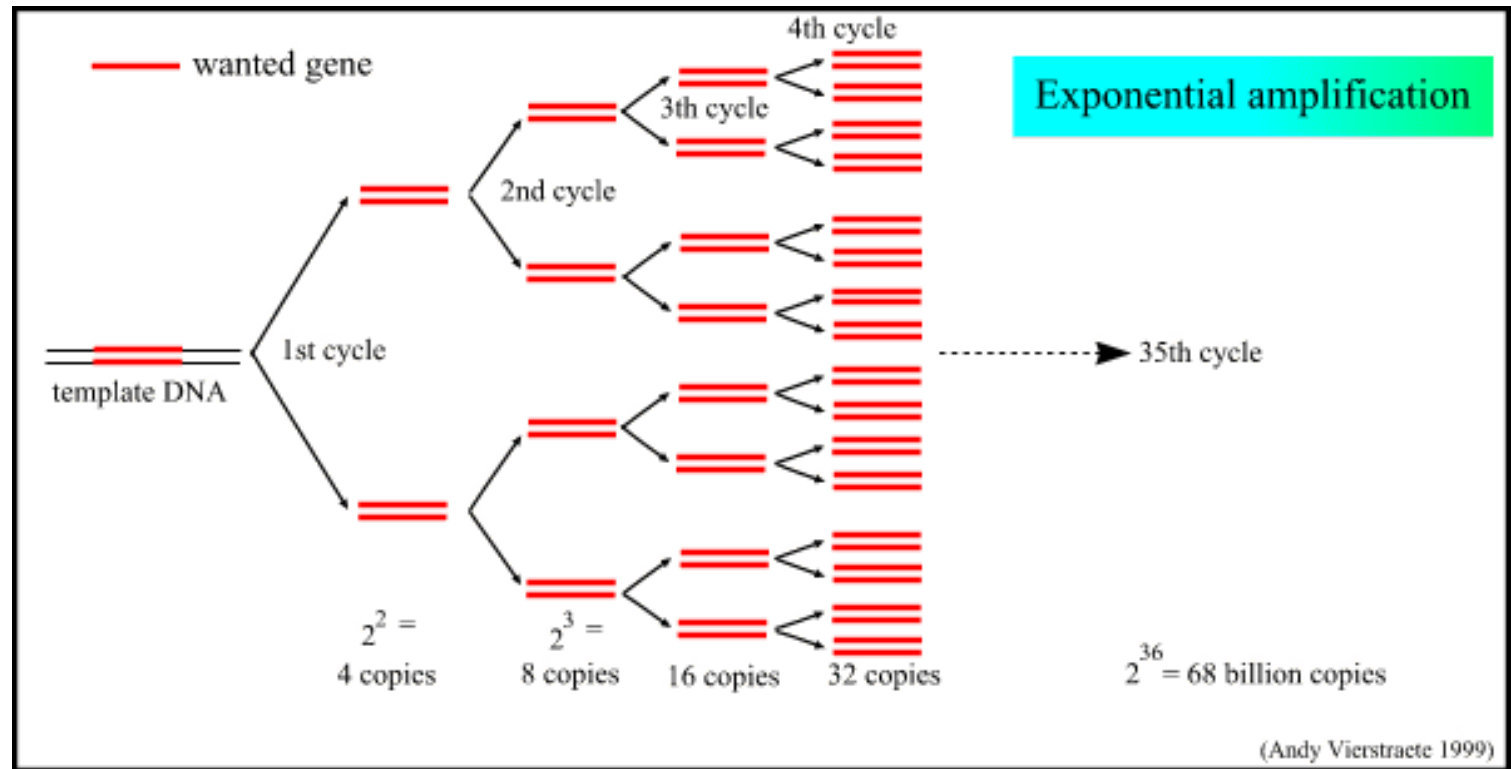 4th cycle
wanted gene
Exponential amplification
3th cycle
2nd cycle
1st cycle
35th cycle
template DNA
2^2 =
4 copies
2^3 =
8 copies
16 copies
32 copies
2^36 = 68 billion copies
(Andy Vierstraete 1999)